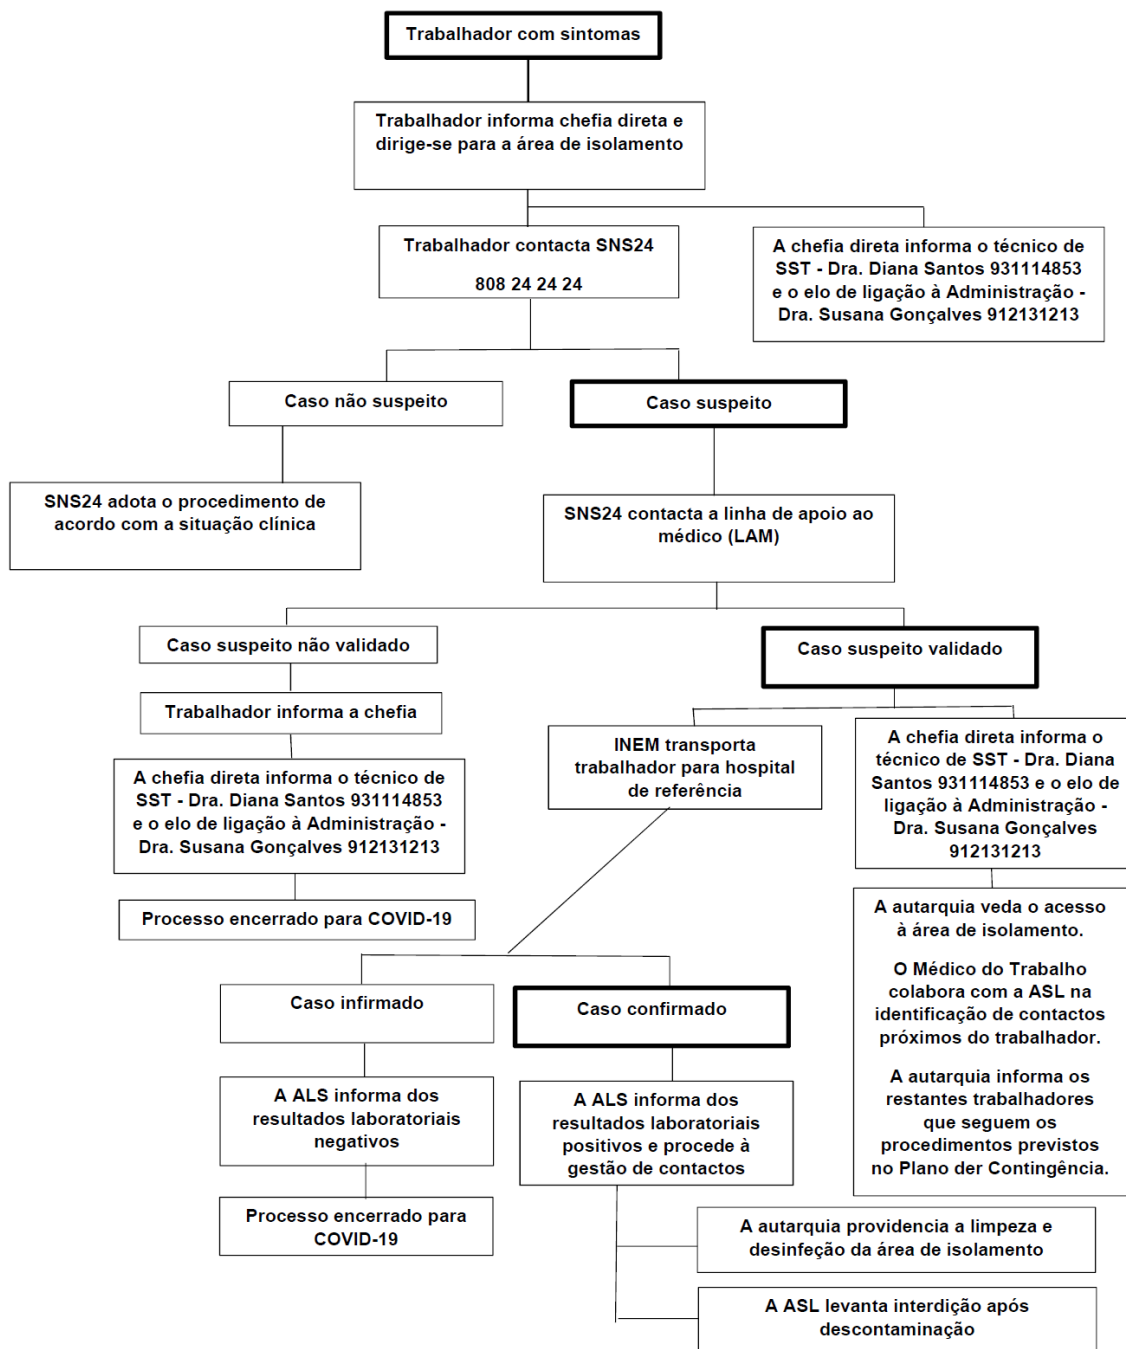 Trabalhador com sintomas
Trabalhador informa chefia direta e
dirige-se para a área de isolamento
Trabalhador contacta SNS24
808 24 24 24
A chefia direta informa o técnico de
SST - Dra. Diana Santos 931114853
e o elo de ligação à Administração -
Dra. Susana Gonçalves 912131213
Caso não suspeito
Caso suspeito
SNS24 adota o procedimento de
acordo com a situação clínica
SNS24 contacta a linha de apoio ao
médico (LAM)
Caso suspeito não validado
Caso suspeito validado
Trabalhador informa a chefia
A chefia direta informa o técnico de
SST - Dra. Diana Santos 931114853
e o elo de ligação à Administração -
Dra. Susana Gonçalves 912131213
Processo encerrado para COVID-19
INEM transporta
trabalhador para hospital
de referência
A chefia direta informa o
técnico de SST - Dra. Diana
Santos 931114853 e o elo de
ligação à Administração -
Dra. Susana Gonçalves
912131213
A autarquia veda o acesso
à área de isolamento.
O Médico do Trabalho
colabora com a ASL na
identificação de contactos
próximos do trabalhador.
A autarquia informa os
restantes trabalhadores
que seguem os
procedimentos previstos
no Plano der Contingência.
Caso infirmado
Caso confirmado
A ALS informa dos
resultados laboratoriais
negativos
A ALS informa dos
resultados laboratoriais
positivos e procede à
gestão de contactos
Processo encerrado para
COVID-19
A autarquia providencia a limpeza e
desinfeção da área de isolamento
A ASL levanta interdição após
descontaminação